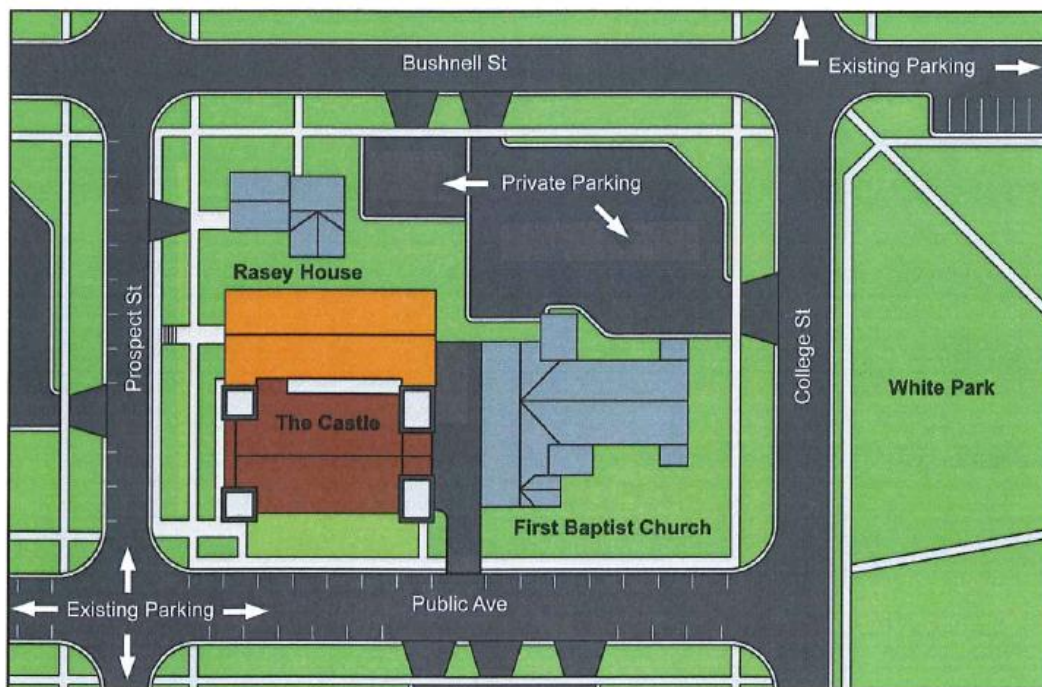 Bushnell St
Existing Parking
Private Parking
Rasey House
Prospect St
College St
White Park
The Castle
First Baptist Church
Existing Parking
Public Ave